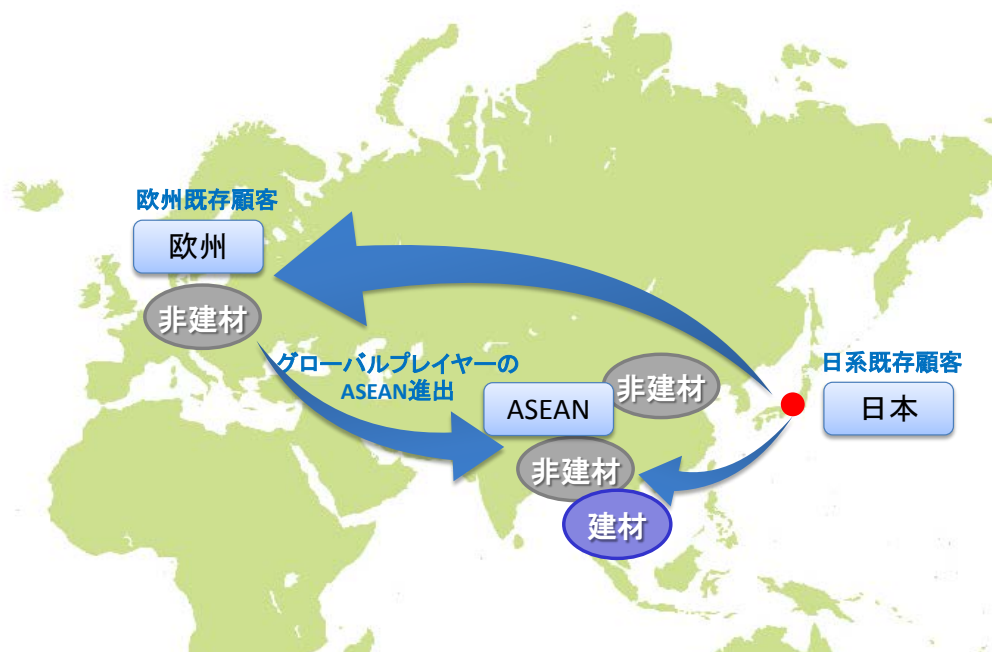 欧州既存顧客
欧州
非建材
グローバルプレイヤーの
ASEAN進出
ASEAN
非建材
非建材
建材
日系既存顧客
日本